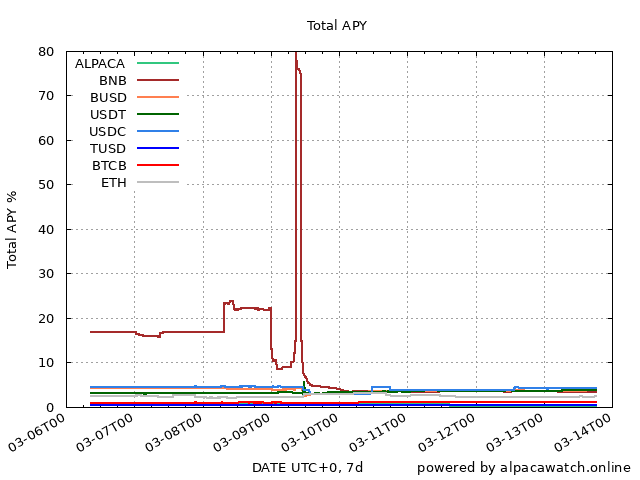 Total APY
80
70
60
50
40
30
20
10
0
Total APY %
ALPACA
BNB
BUSD
USDT
USDC
TUSD
BTCB
ETH
03-06T00
03-07T00
03-08T00
03-09T00
03-10T00
03-11T00
03-12T00
03-13T00
03-14T00
DATE UTC+0, 7d
powered by alpacawatch.online